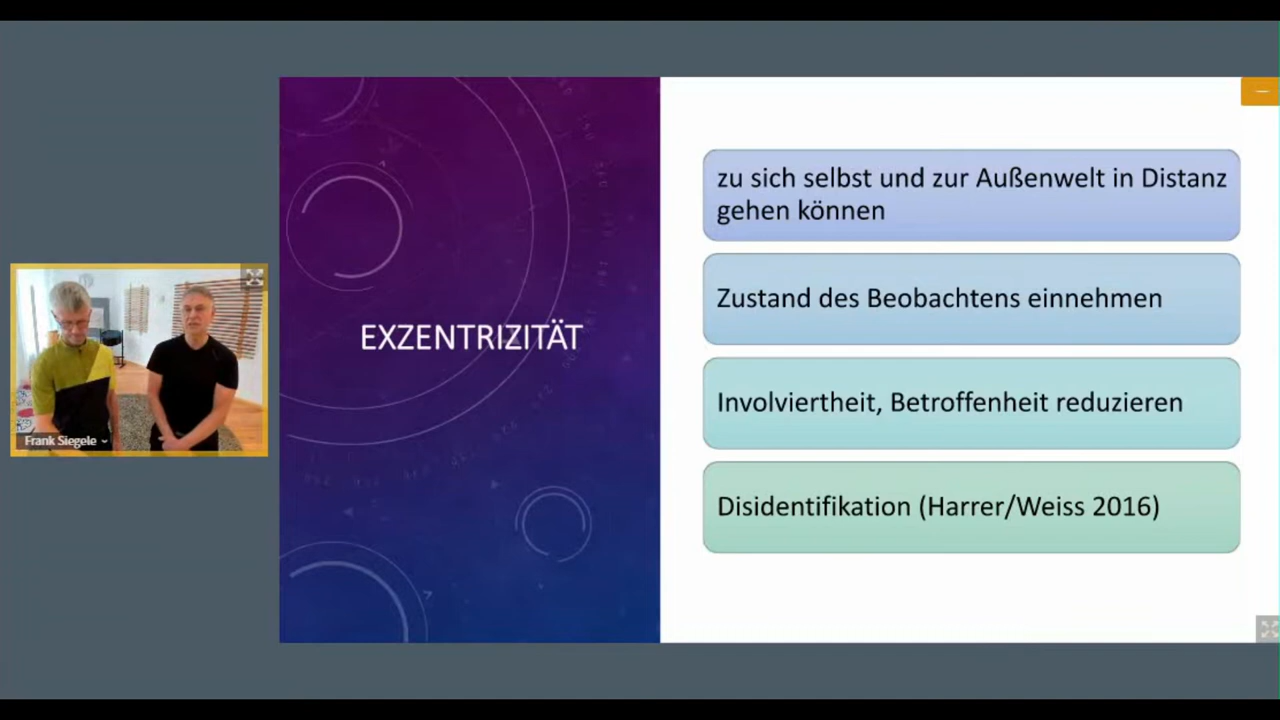 EXZENTRIZITÄT
zu sich selbst und zur Außenwelt in Distanz
gehen können
Zustand des Beobachtens einnehmen
Involviertheit, Betroffenheit reduzieren
Disidentifikation (Harrer/Weiss 2016)
Frank Siegele